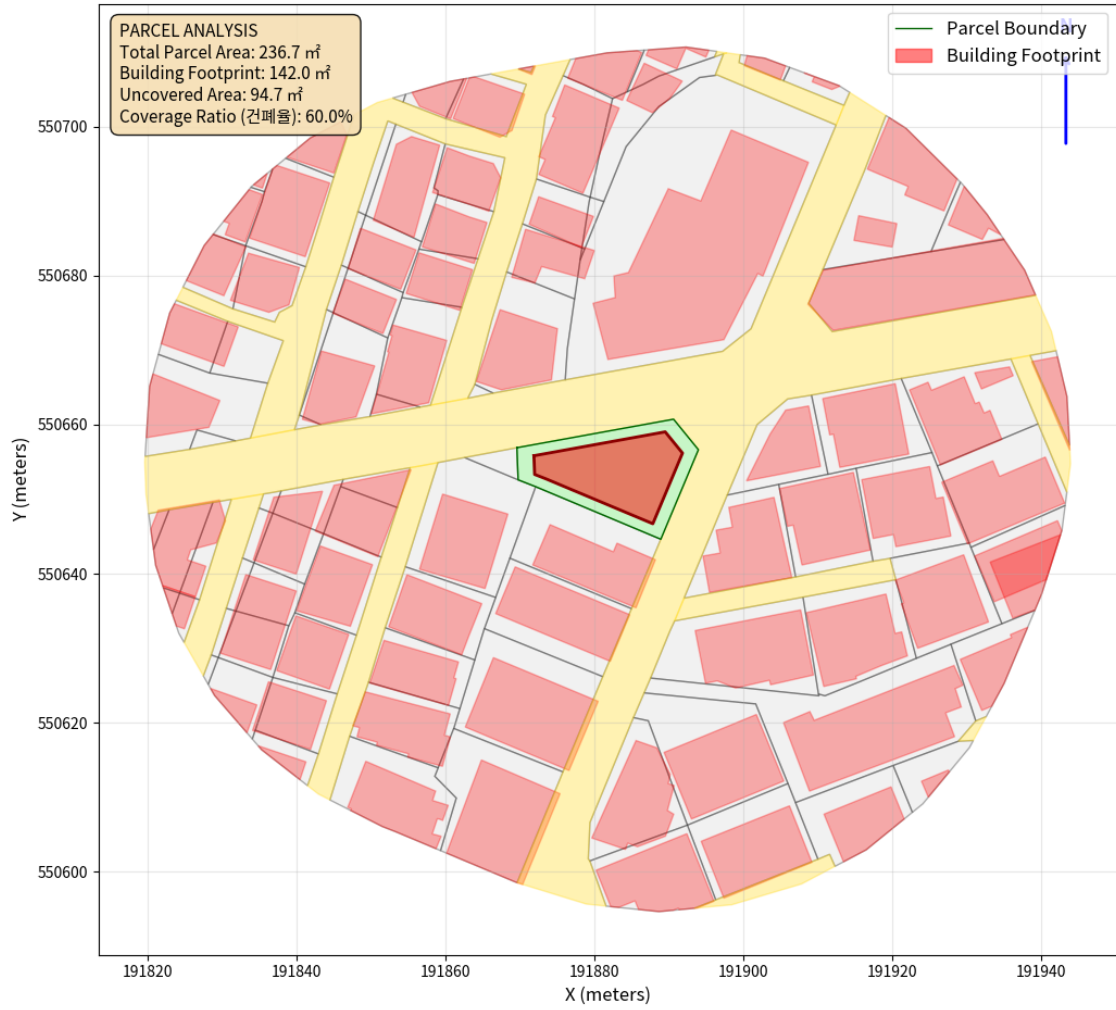 PARCEL ANALYSIS
Total Parcel Area: 236.7 ㎡
Building Footprint: 142.0 ㎡
Uncovered Area: 94.7 ㎡
Coverage Ratio (건폐율): 60.0%
Parcel Boundary
Building Footprint
N
550700
550680
550660
550640
550620
550600
Y (meters)
191820
191840
191860
191880
191900
191920
191940
X (meters)